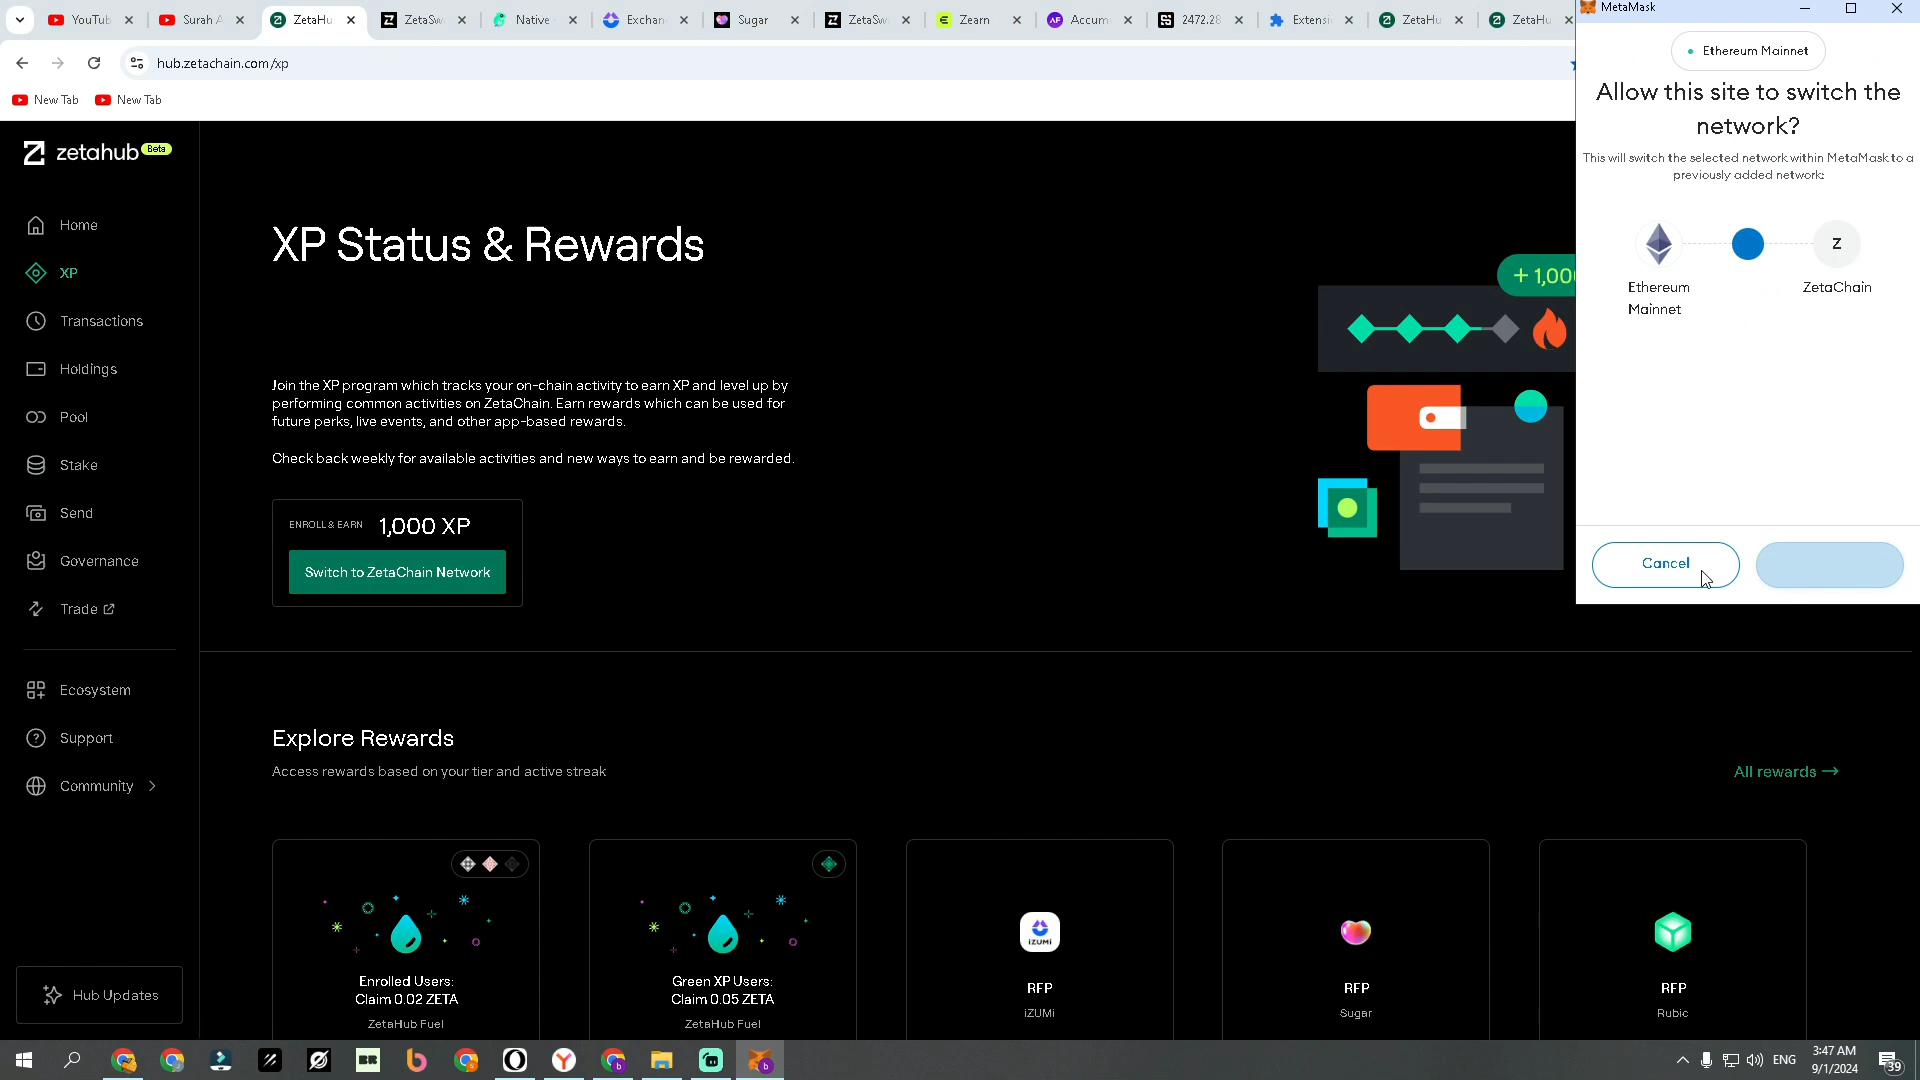 YouTub
Surah A
ZetaHu
ZetaSw
Native
Exchan
Sugar
ZetaSw
Zearn
Accum
2472.28
Extensi
ZetaHu
ZetaHu
hub.zetachain.com/xp
New Tab
New Tab
zetahub
Beta
Home
XP
Transactions
Holdings
Pool
Stake
Send
Governance
Trade
Ecosystem
Support
Community
Hub Updates
XP Status & Rewards
Join the XP program which tracks your on-chain activity to earn XP and level up by
performing common activities on ZetaChain. Earn rewards which can be used for
future perks, live events, and other app-based rewards.
Check back weekly for available activities and new ways to earn and be rewarded.
ENROLL & EARN
1,000 XP
Switch to ZetaChain Network
+ 1,00
Explore Rewards
Access rewards based on your tier and active streak
All rewards
Enrolled Users:
Claim 0.02 ZETA
ZetaHub Fuel
Green XP Users:
Claim 0.05 ZETA
ZetaHub Fuel
iZUMi
RFP
iZUMi
RFP
Sugar
RFP
Rubic
MetaMask
Ethereum Mainnet
Allow this site to switch the
network?
This will switch the selected network within MetaMask to a
previously added network:
Z
Ethereum
Mainnet
ZetaChain
Cancel
BR
ENG
3:47 AM
9/1/2024
39